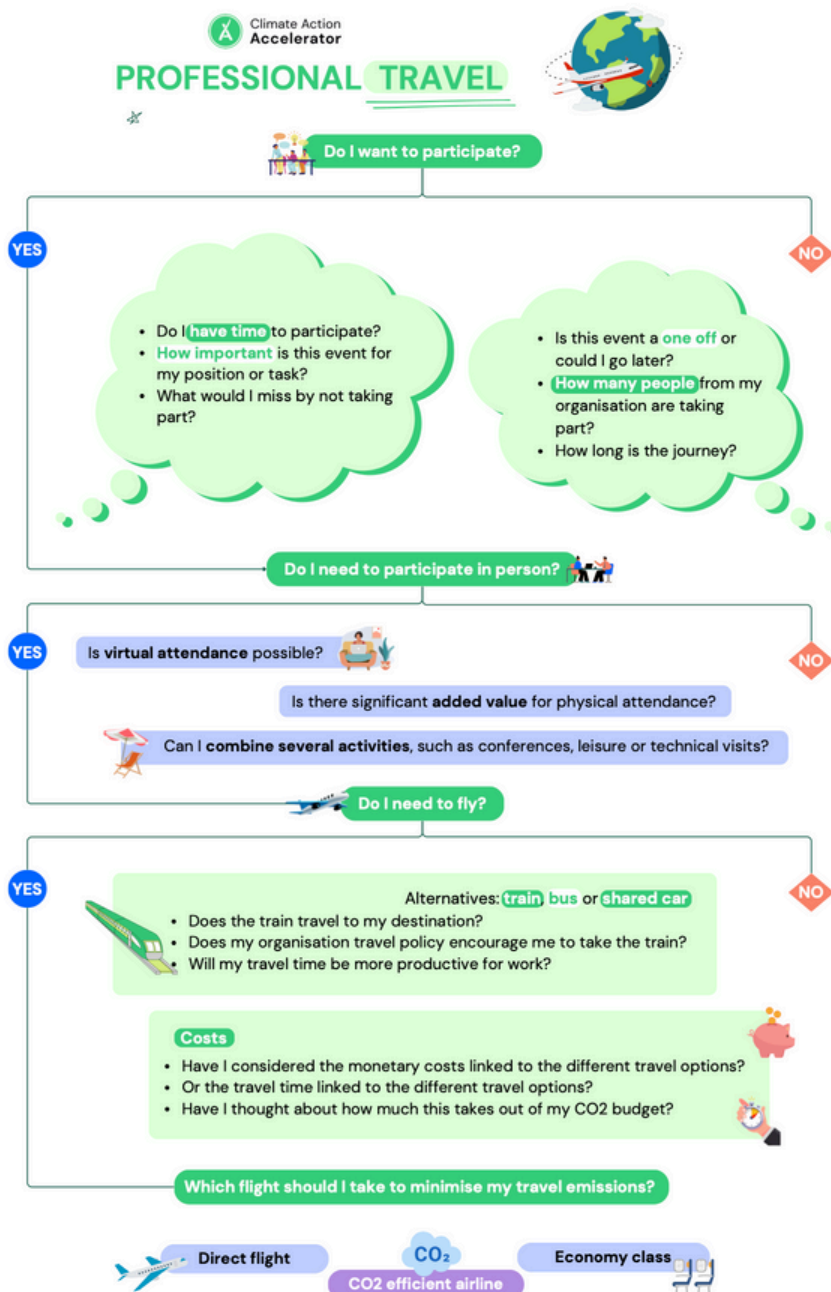 Climate Action
Accelerator
PROFESSIONAL TRAVEL
Do I want to participate?
YES
NO
• Do I have time to participate?
• How important is this event for
my position or task?
• What would I miss by not taking
part?
• Is this event a one off or
could I go later?
• How many people from my
organisation are taking
part?
• How long is the journey?
Do I need to participate in person?
YES
NO
Is virtual attendance possible?
Is there significant added value for physical attendance?
Can I combine several activities, such as conferences, leisure or technical visits?
Do I need to fly?
YES
NO
Alternatives: train, bus or shared car
• Does the train travel to my destination?
• Does my organisation travel policy encourage me to take the train?
• Will my travel time be more productive for work?
Costs
• Have I considered the monetary costs linked to the different travel options?
• Or the travel time linked to the different travel options?
• Have I thought about how much this takes out of my CO2 budget?
Which flight should I take to minimise my travel emissions?
Direct flight
CO₂
Economy class
CO2 efficient airline